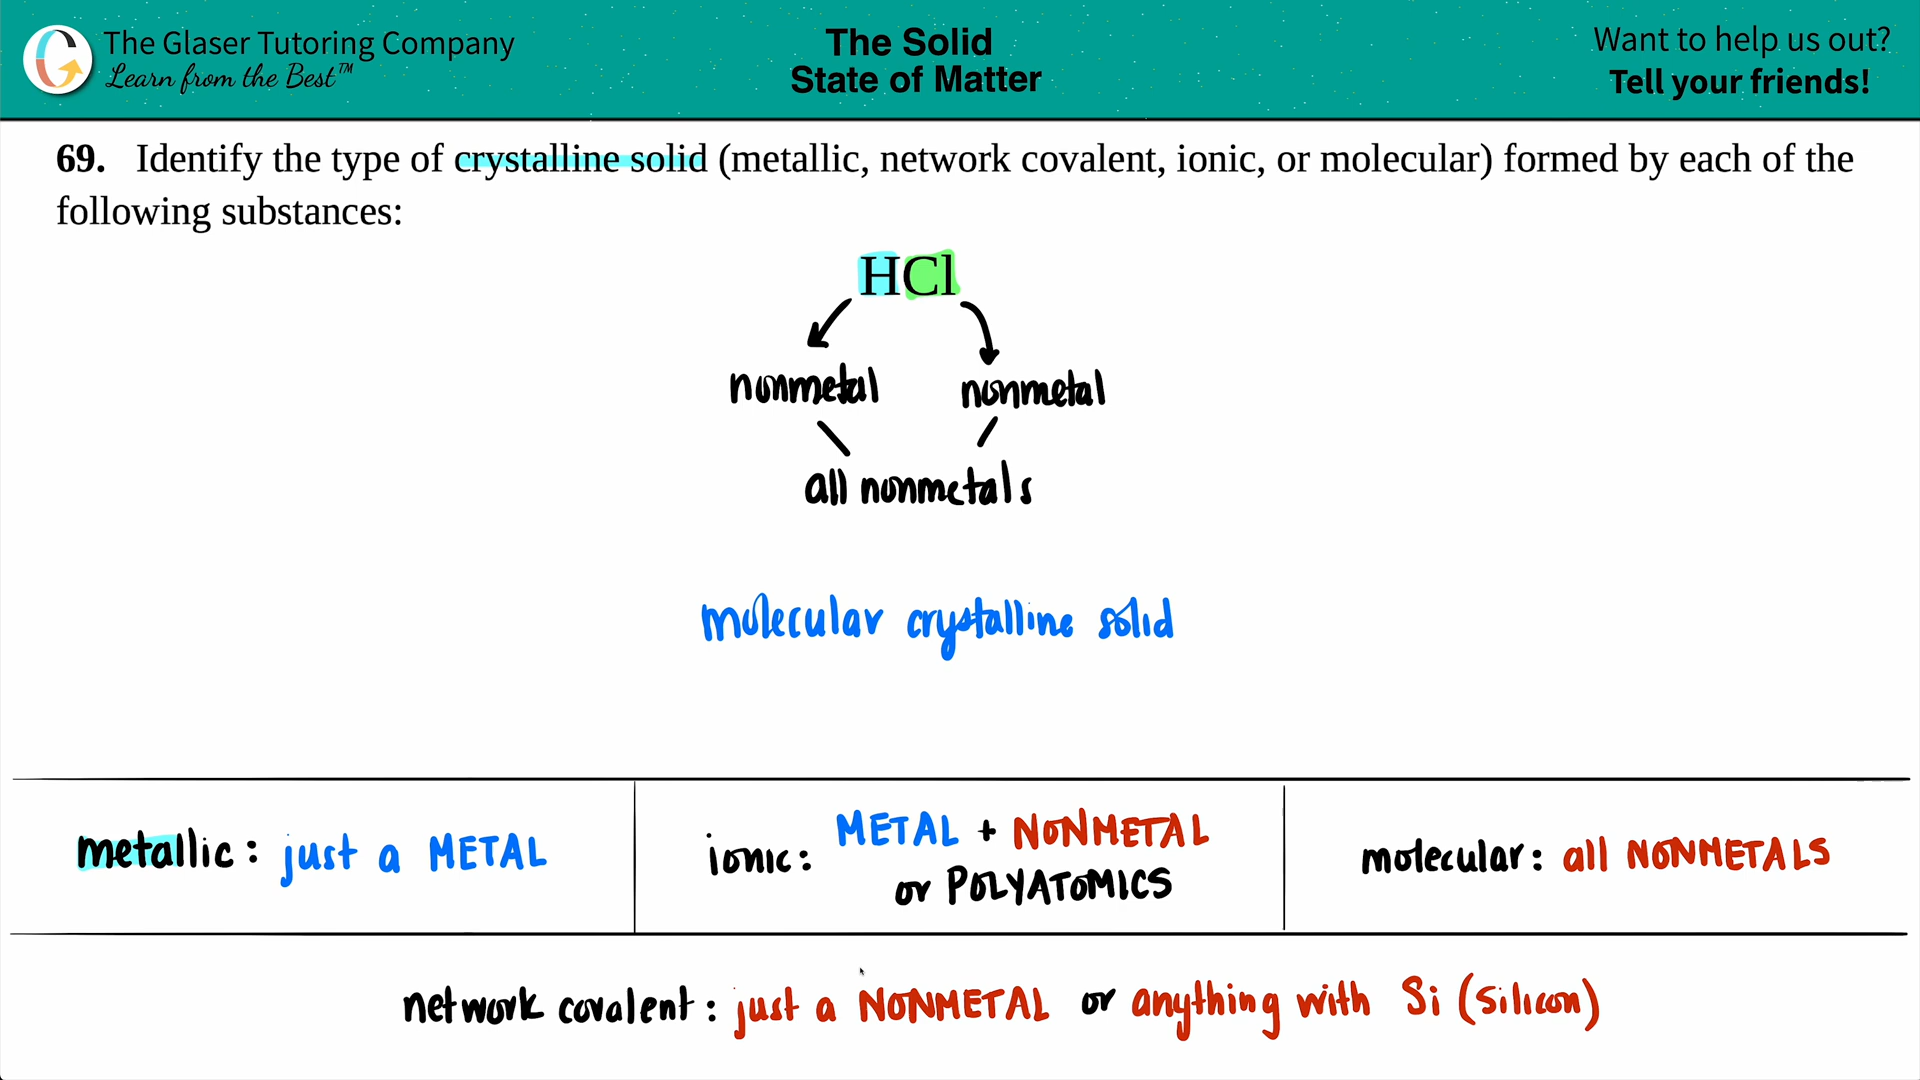 The Glaser Tutoring Company
Learn from the Best™
The Solid
State of Matter
Want to help us out?
Tell your friends!
69. Identify the type of crystalline solid (metallic, network covalent, ionic, or molecular) formed by each of the
following substances:
HCl
nonmetal nonmetal
all nonmetals
molecular crystalline solid
metallic: just a METAL
ionic: METAL + NONMETAL
or POLYATOMICS
molecular: all NONMETALS
network covalent: just a NONMETAL or anything with Si (silicon)